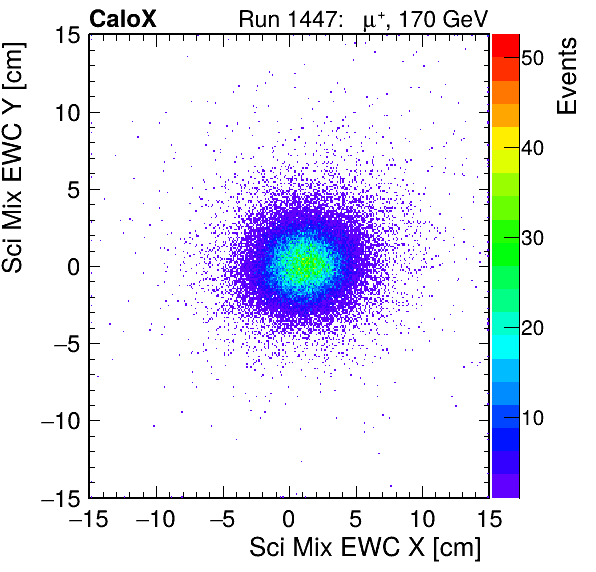 CaloX Run 1447: μ⁺, 170 GeV
Sci Mix EWC Y [cm]
Events
15
10
5
0
−5
−10
−15
50
40
30
20
10
−15 −10 −5 0 5 10 15
Sci Mix EWC X [cm]